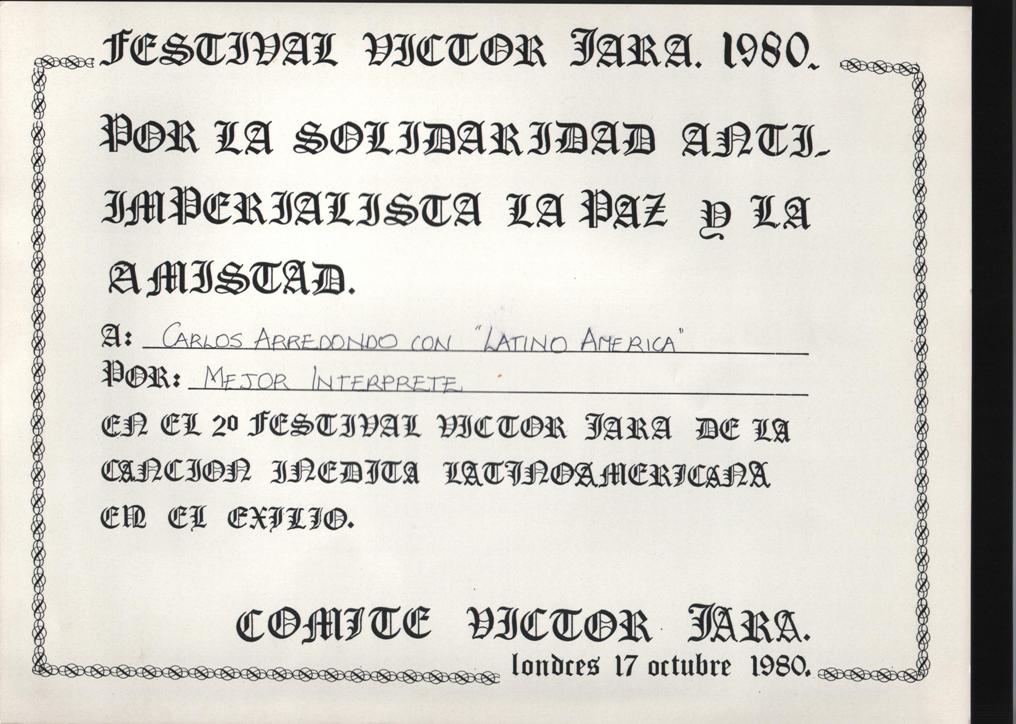 FESTIVAL VICTOR JARA. 1980.
POR LA SOLIDARIDAD ANTI-
IMPERIALISTA LA PAZ Y LA
AMISTAD.
A: CARLOS ARREDONDO CON "LATINO AMERICA"
POR: MEJOR INTERPRETE
EN EL 2º FESTIVAL VICTOR JARA DE LA
CANCION INEDITA LATINOAMERICANA
EN EL EXILIO.
COMITE VICTOR JARA.
londres 17 octubre 1980.